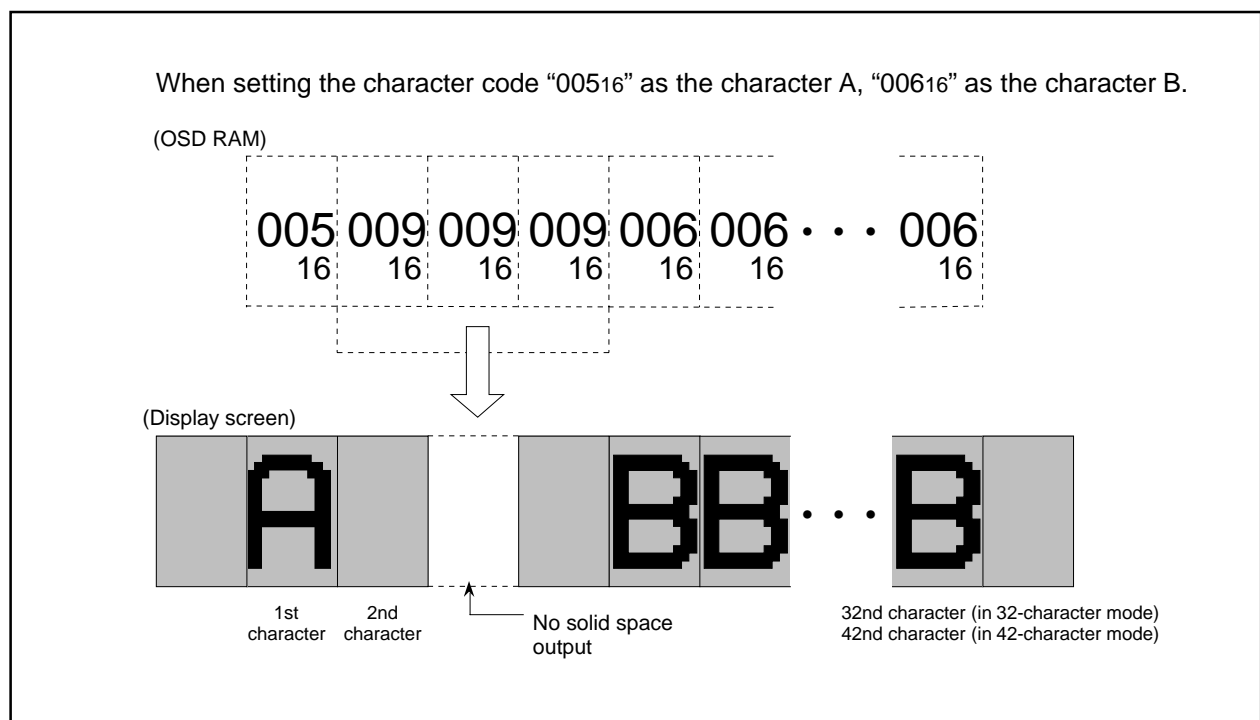 When setting the character code “00516” as the character A, “00616” as the character B.
(OSD RAM)
005 009 009 009 006 006 • • • 006
16 16 16 16 16 16 16
(Display screen)
A B B • • • B
1st character
2nd character
No solid space
output
32nd character (in 32-character mode)
42nd character (in 42-character mode)